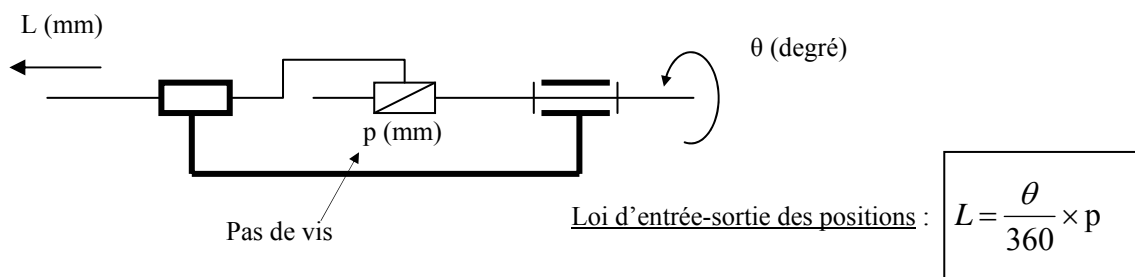 L (mm)
θ (degré)
p (mm)
Pas de vis
Loi d'entrée-sortie des positions : L = θ/360 × p